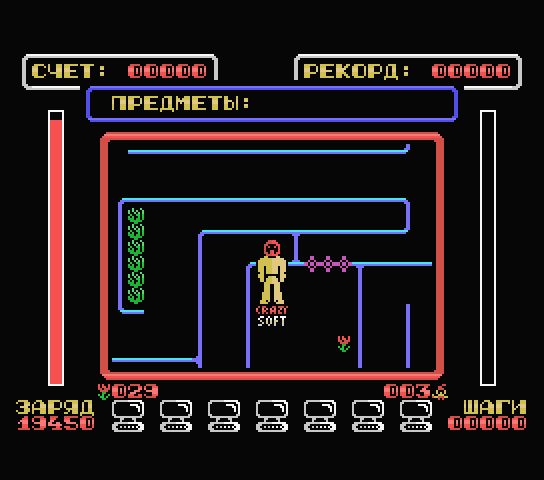 СЧЕТ: 00000 РЕКОРД: 00000
ПРЕДМЕТЫ:
CRAZY
SOFT
029 003
ЗАРЯД ШАГИ
19450 00000